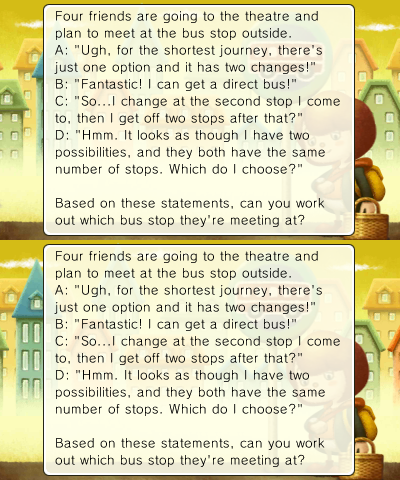 Four friends are going to the theatre and
plan to meet at the bus stop outside.
A: "Ugh, for the shortest journey, there's
just one option and it has two changes!"
B: "Fantastic! I can get a direct bus!"
C: "So...I change at the second stop I come
to, then I get off two stops after that?"
D: "Hmm. It looks as though I have two
possibilities, and they both have the same
number of stops. Which do I choose?"
Based on these statements, can you work
out which bus stop they're meeting at?
Four friends are going to the theatre and
plan to meet at the bus stop outside.
A: "Ugh, for the shortest journey, there's
just one option and it has two changes!"
B: "Fantastic! I can get a direct bus!"
C: "So...I change at the second stop I come
to, then I get off two stops after that?"
D: "Hmm. It looks as though I have two
possibilities, and they both have the same
number of stops. Which do I choose?"
Based on these statements, can you work
out which bus stop they're meeting at?